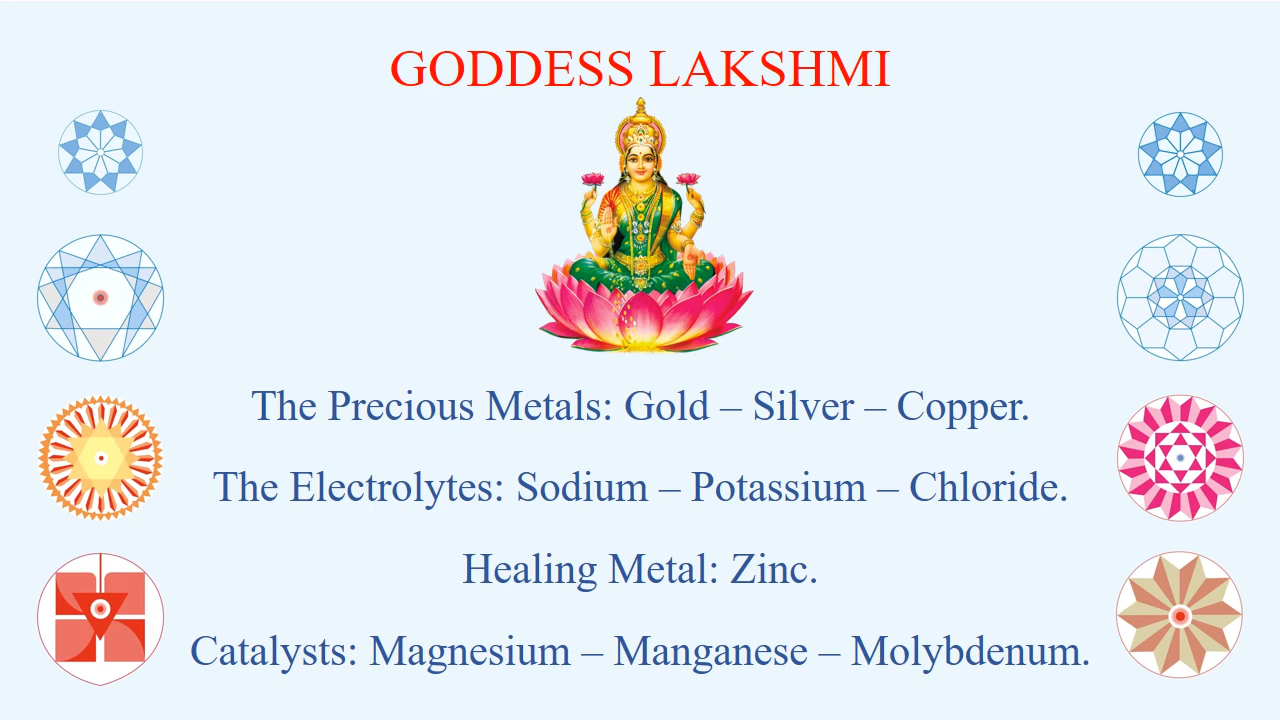 GODDESS LAKSHMI
The Precious Metals: Gold – Silver – Copper.
The Electrolytes: Sodium – Potassium – Chloride.
Healing Metal: Zinc.
Catalysts: Magnesium – Manganese – Molybdenum.